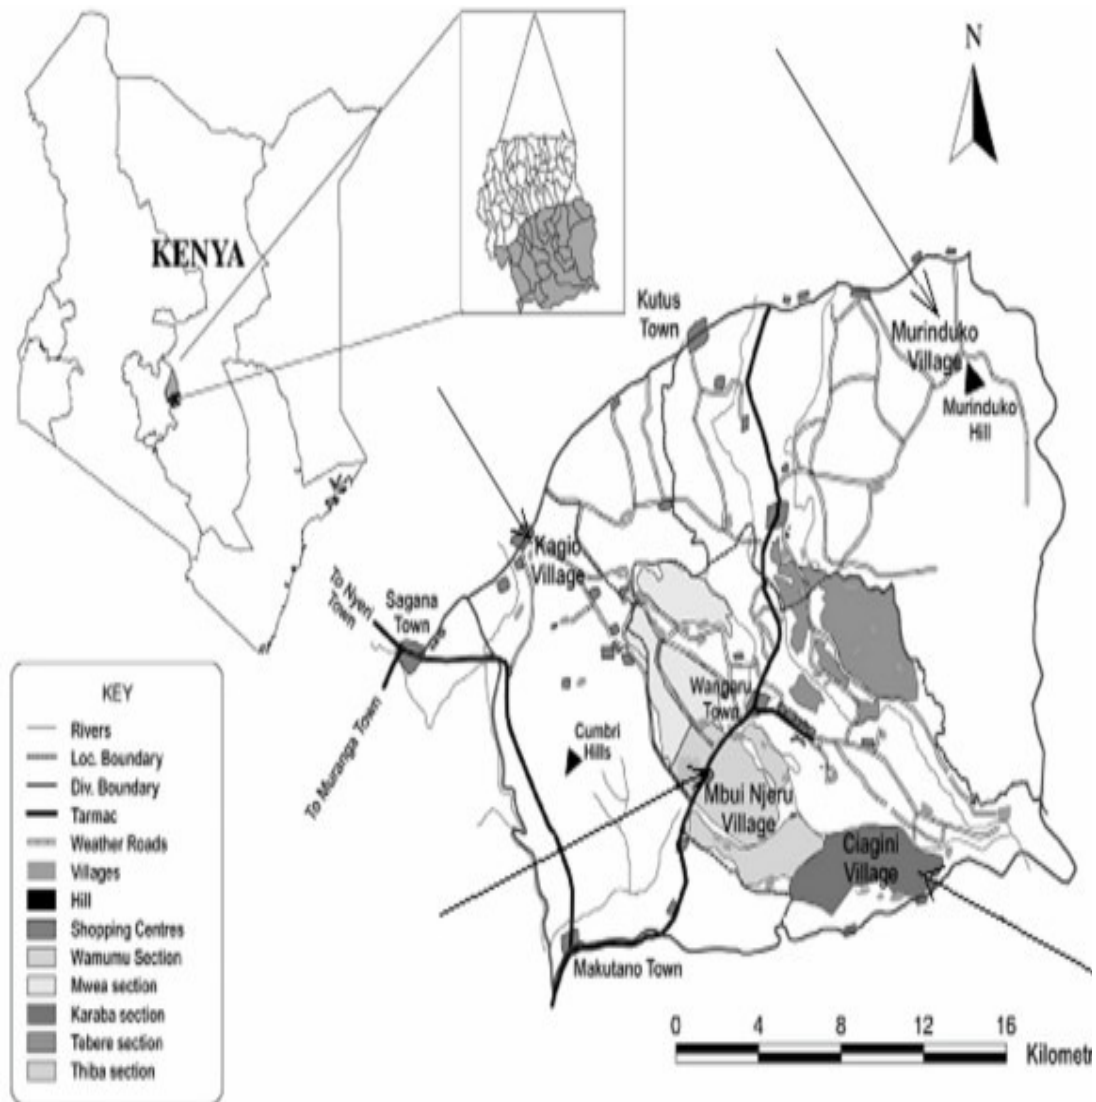 KENYA
N
Kutus
Town
Murinduko
Village
Murinduko
Hill
Kagio
Village
To Nyeri
Town
Sagana
Town
To Muranga Town
Wanguru
Town
Cumbri
Hills
Mbui Njeru
Village
Ciagini
Village
Makutano Town
KEY
Rivers
Loc. Boundary
Div. Boundary
Tarmac
Weather Roads
Villages
Hill
Shopping Centres
Wamumu Section
Mwea section
Karaba section
Tebere section
Thiba section
0 4 8 12 16
Kilometr